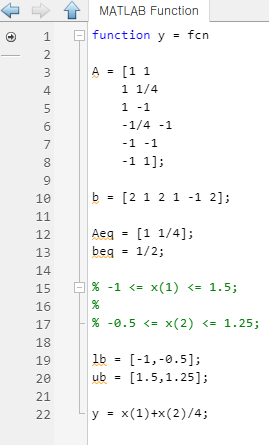 MATLAB Function
1 function y = fcn
2
3 A = [1 1
4 1 1/4
5 1 -1
6 -1/4 -1
7 -1 -1
8 -1 1];
9
10 b = [2 1 2 1 -1 2];
11
12 Aeq = [1 1/4];
13 beq = 1/2;
14
15 % -1 <= x(1) <= 1.5;
16 %
17 % -0.5 <= x(2) <= 1.25;
18
19 lb = [-1,-0.5];
20 ub = [1.5,1.25];
21
22 y = x(1)+x(2)/4;